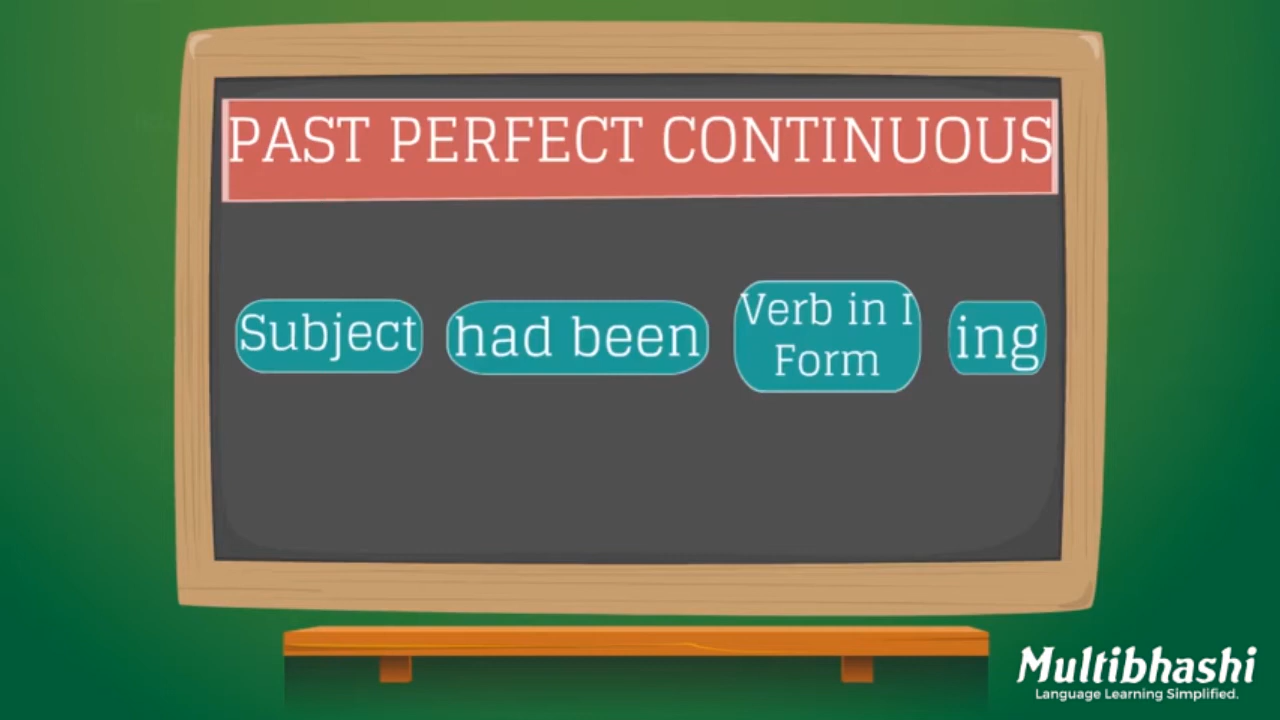 PAST PERFECT CONTINUOUS
Subject
had been
Verb in I
Form
ing
Multibhashi
Language Learning Simplified.